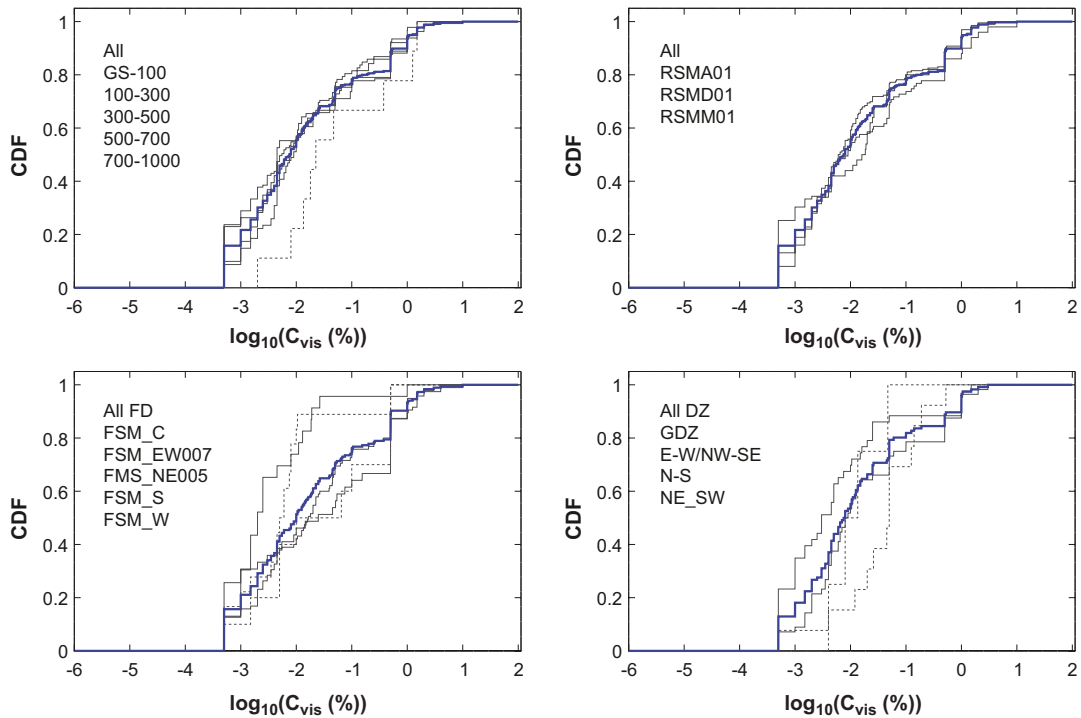 1
0.8
0.6
0.4
0.2
0
CDF
All
GS-100
100-300
300-500
500-700
700-1000
-6 -5 -4 -3 -2 -1 0 1 2
log10(Cvis (%))
1
0.8
0.6
0.4
0.2
0
CDF
All
RSMA01
RSMD01
RSMM01
-6 -5 -4 -3 -2 -1 0 1 2
log10(Cvis (%))
1
0.8
0.6
0.4
0.2
0
CDF
All FD
FSM_C
FSM_EW007
FMS_NE005
FSM_S
FSM_W
-6 -5 -4 -3 -2 -1 0 1 2
log10(Cvis (%))
1
0.8
0.6
0.4
0.2
0
CDF
All DZ
GDZ
E-W/NW-SE
N-S
NE_SW
-6 -5 -4 -3 -2 -1 0 1 2
log10(Cvis (%))